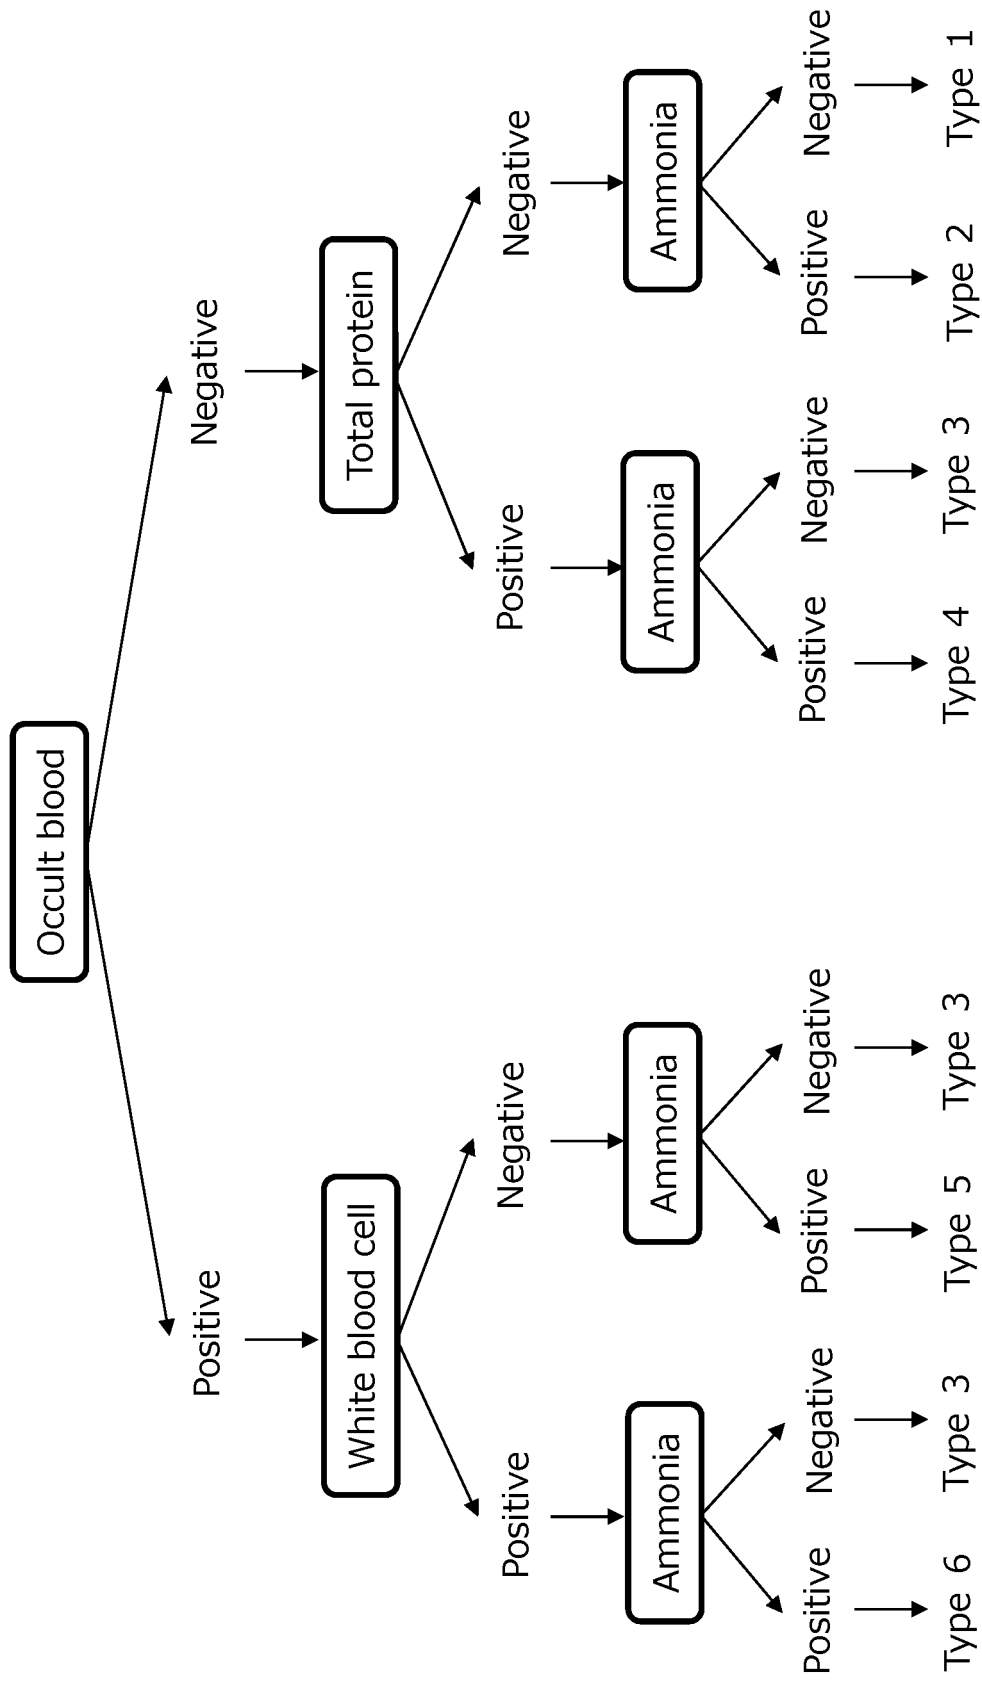 Occult blood
Positive
Negative
White blood cell
Total protein
Positive
Negative
Positive
Negative
Ammonia
Ammonia
Ammonia
Ammonia
Positive
Negative
Positive
Negative
Positive
Negative
Positive
Negative
Type 6
Type 3
Type 5
Type 3
Type 4
Type 3
Type 2
Type 1